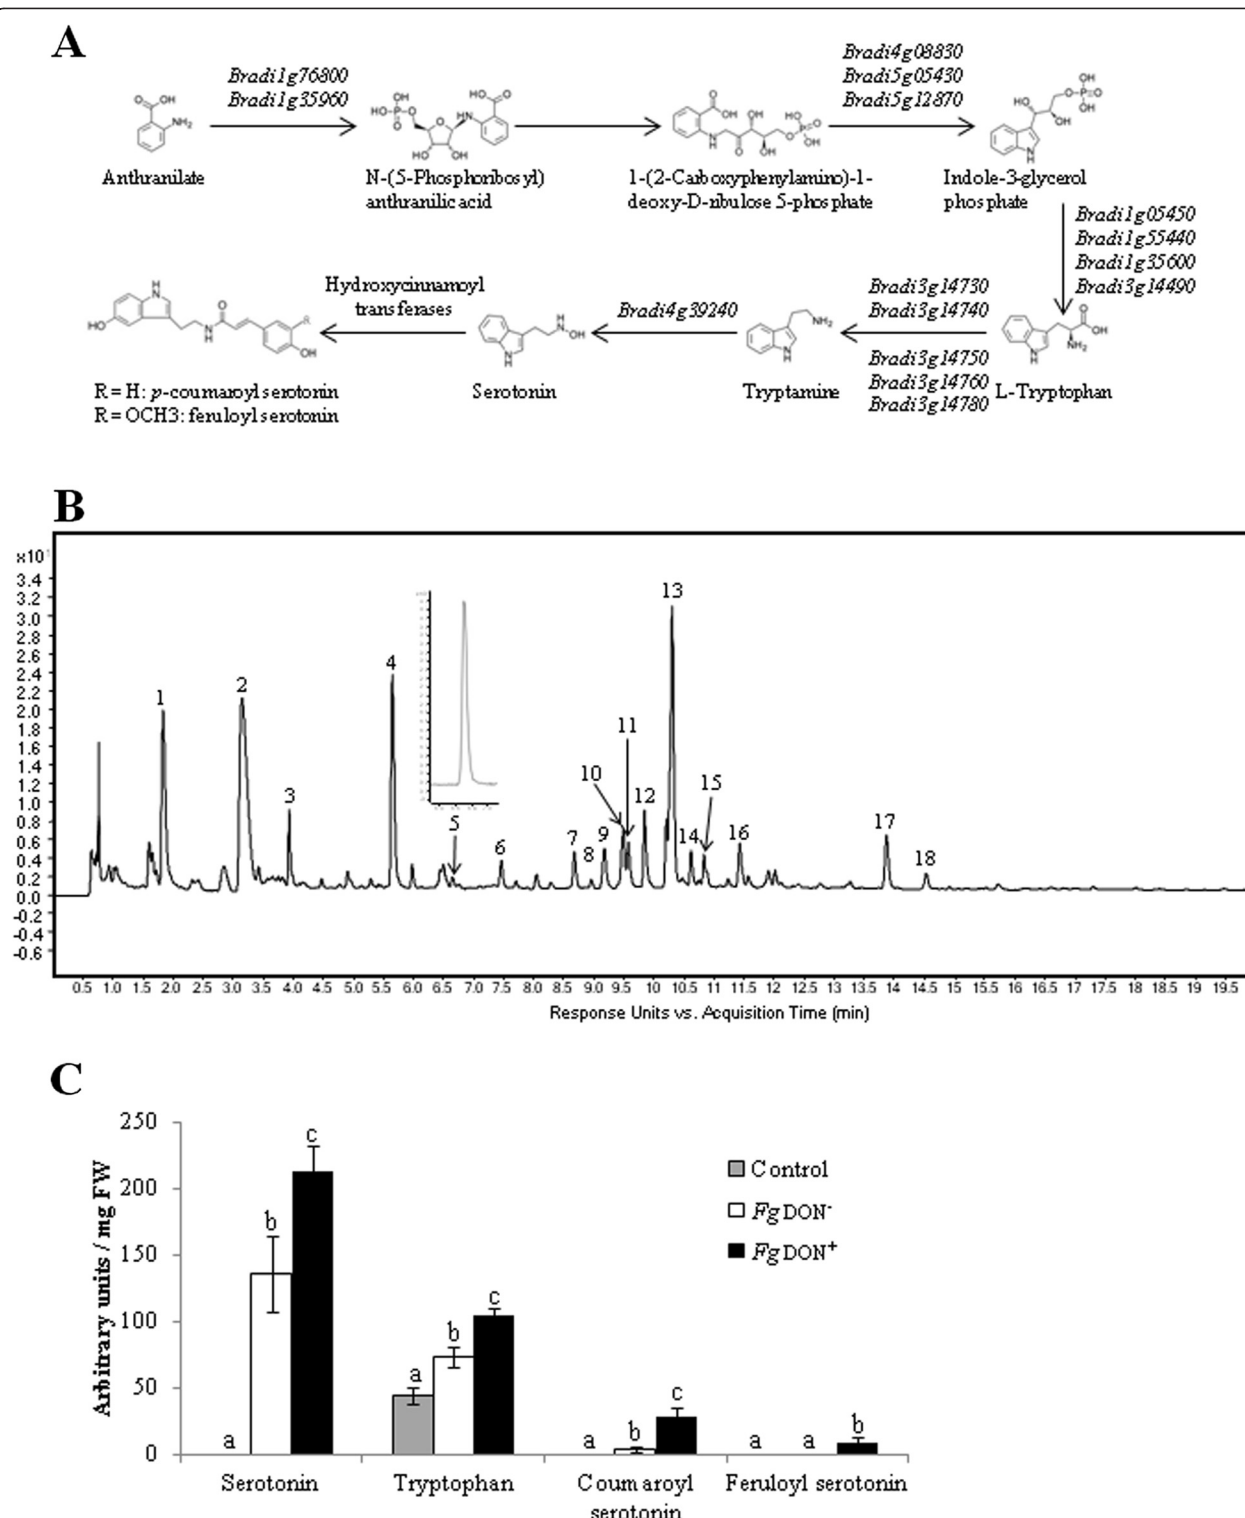 A
Bradi1g76800
Bradi1g35960
Bradi4g08830
Bradi5g05430
Bradi5g12870
Anthranilate
N-(5-Phosphoribosyl)
anthranilic acid
1-(2-Carboxyphenylamino)-1-
deoxy-D-ribulose 5-phosphate
Indole-3-glycerol
phosphate
Bradi1g05450
Bradi1g55440
Bradi1g35600
Bradi3g14490
Hydroxycinnamoyl
transferases
Bradi4g39240
Bradi3g14730
Bradi3g14740
Bradi3g14750
Bradi3g14760
Bradi3g14780
R = H: p-coumaroyl serotonin
R = OCH3: feruloyl serotonin
Serotonin
Tryptamine
L-Tryptophan
B
x10
3.4
3.2
3.0
2.8
2.6
2.4
2.2
2.0
1.8
1.6
1.4
1.2
1.0
0.8
0.6
0.4
0.2
0.0
-0.2
-0.4
-0.6
1 2 3 4 5 6 7 8 9 10 11 12 13 14 15 16 17 18
0.5 1.0 1.5 2.0 2.5 3.0 3.5 4.0 4.5 5.0 5.5 6.0 6.5 7.0 7.5 8.0 8.5 9.0 9.5 10 10.5 11 11.5 12 12.5 13 13.5 14 14.5 15 15.5 16 16.5 17 17.5 18 18.5 19 19.5
Response Units vs. Acquisition Time (min)
C
Arbitrary units / mg FW
250
200
150
100
50
0
a b c
a b c
a b c
a a b
Control
FgDON-
FgDON+
Serotonin
Tryptophan
Coumaroyl
serotonin
Feruloyl serotonin